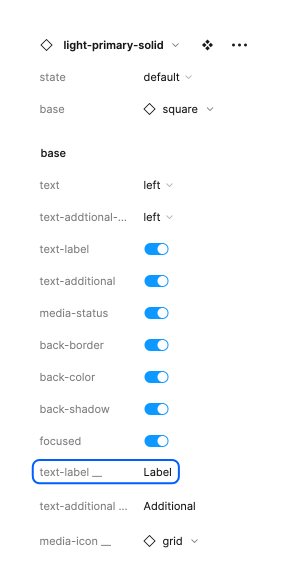 light-primary-solid
state default
base square
base
text left
text-addtional-... left
text-label
text-additional
media-status
back-border
back-color
back-shadow
focused
text-label __ Label
text-additional ... Additional
media-icon __ grid